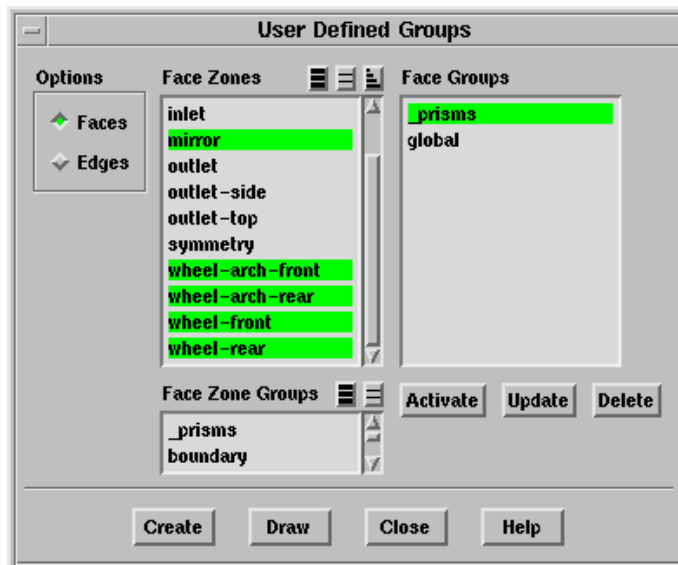 User Defined Groups
Options
Faces
Edges
Face Zones
inlet
mirror
outlet
outlet-side
outlet-top
symmetry
wheel-arch-front
wheel-arch-rear
wheel-front
wheel-rear
Face Zone Groups
_prisms
boundary
Face Groups
_prisms
global
Activate Update Delete
Create Draw Close Help